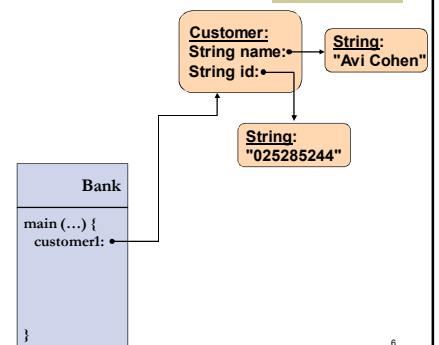 Customer:
String name:
String id:
String:
"Avi Cohen"
String:
"025285244"
Bank
main (…) {
customer1:
}
6